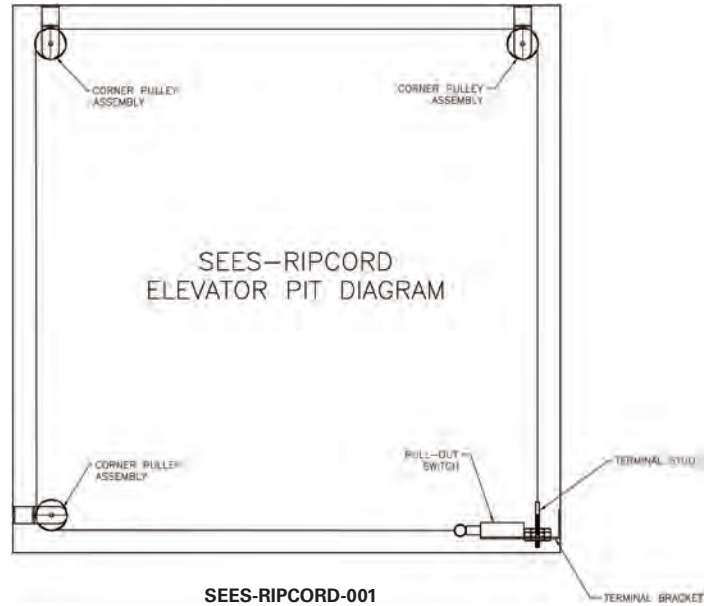 CORNER PULLEY
ASSEMBLY
CORNER PULLEY
ASSEMBLY
SEES-RIPCORD
ELEVATOR PIT DIAGRAM
CORNER PULLEY
ASSEMBLY
PULL-OUT
SWITCH
TERMINAL STUD
TERMINAL BRACKET
SEES-RIPCORD-001